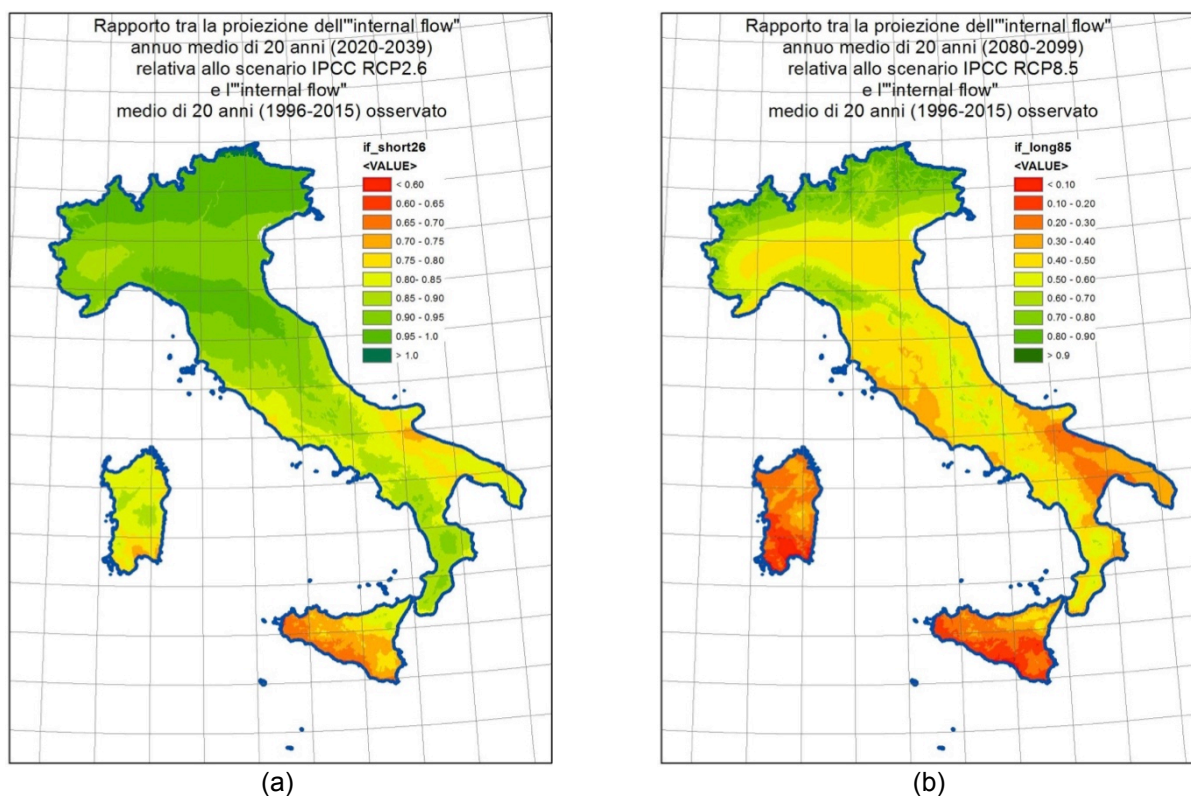 Rapporto tra la proiezione dell'"internal flow"
annuo medio di 20 anni (2020-2039)
relativa allo scenario IPCC RCP2.6
e l'"internal flow"
medio di 20 anni (1996-2015) osservato
if_short26
<VALUE>
< 0.60
0.60 - 0.65
0.65 - 0.70
0.70 - 0.75
0.75 - 0.80
0.80- 0.85
0.85 - 0.90
0.90 - 0.95
0.95 - 1.0
> 1.0
(a)
Rapporto tra la proiezione dell'"internal flow"
annuo medio di 20 anni (2080-2099)
relativa allo scenario IPCC RCP8.5
e l'"internal flow"
medio di 20 anni (1996-2015) osservato
if_long85
<VALUE>
< 0.10
0.10 - 0.20
0.20 - 0.30
0.30 - 0.40
0.40 - 0.50
0.50 - 0.60
0.60 - 0.70
0.70 - 0.80
0.80 - 0.90
> 0.9
(b)